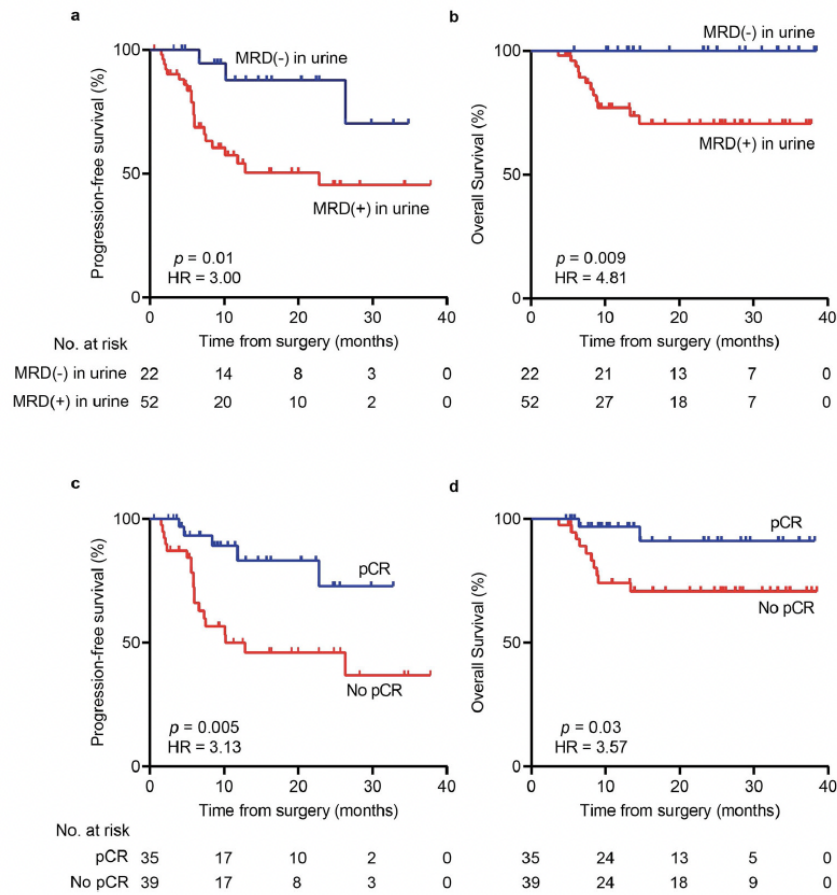 a
Progression-free survival (%)
100
50
0
MRD(-) in urine
MRD(+) in urine
p = 0.01
HR = 3.00
0 10 20 30 40
Time from surgery (months)
No. at risk
MRD(-) in urine 22 14 8 3 0
MRD(+) in urine 52 20 10 2 0
b
Overall Survival (%)
100
50
0
MRD(-) in urine
MRD(+) in urine
p = 0.009
HR = 4.81
0 10 20 30 40
Time from surgery (months)
22 21 13 7 0
52 27 18 7 0
c
Progression-free survival (%)
100
50
0
pCR
No pCR
p = 0.005
HR = 3.13
0 10 20 30 40
Time from surgery (months)
No. at risk
pCR 35 17 10 2 0
No pCR 39 17 8 3 0
d
Overall Survival (%)
100
50
0
pCR
No pCR
p = 0.03
HR = 3.57
0 10 20 30 40
Time from surgery (months)
35 24 13 5 0
39 24 18 9 0